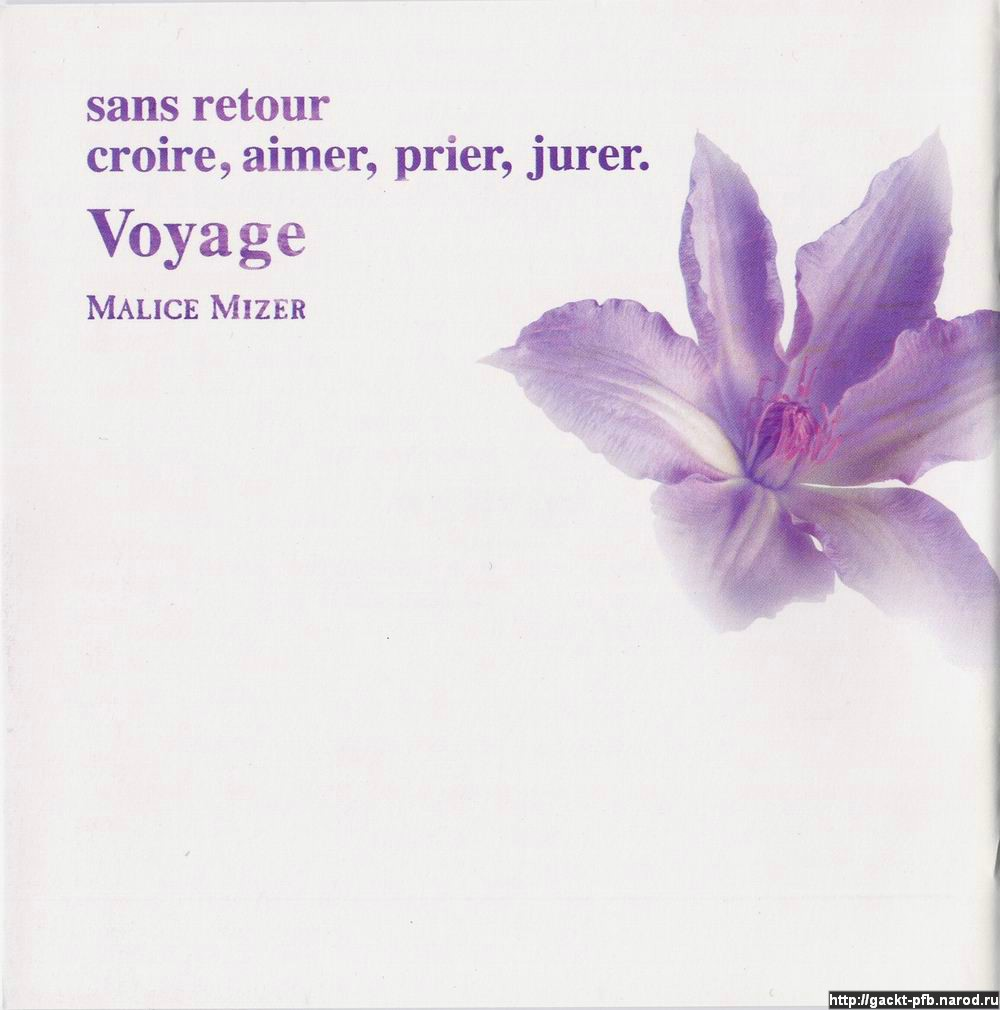 sans retour
croire, aimer, prier, jurer.
Voyage
MALICE MIZER
http://gackt-pfb.narod.ru